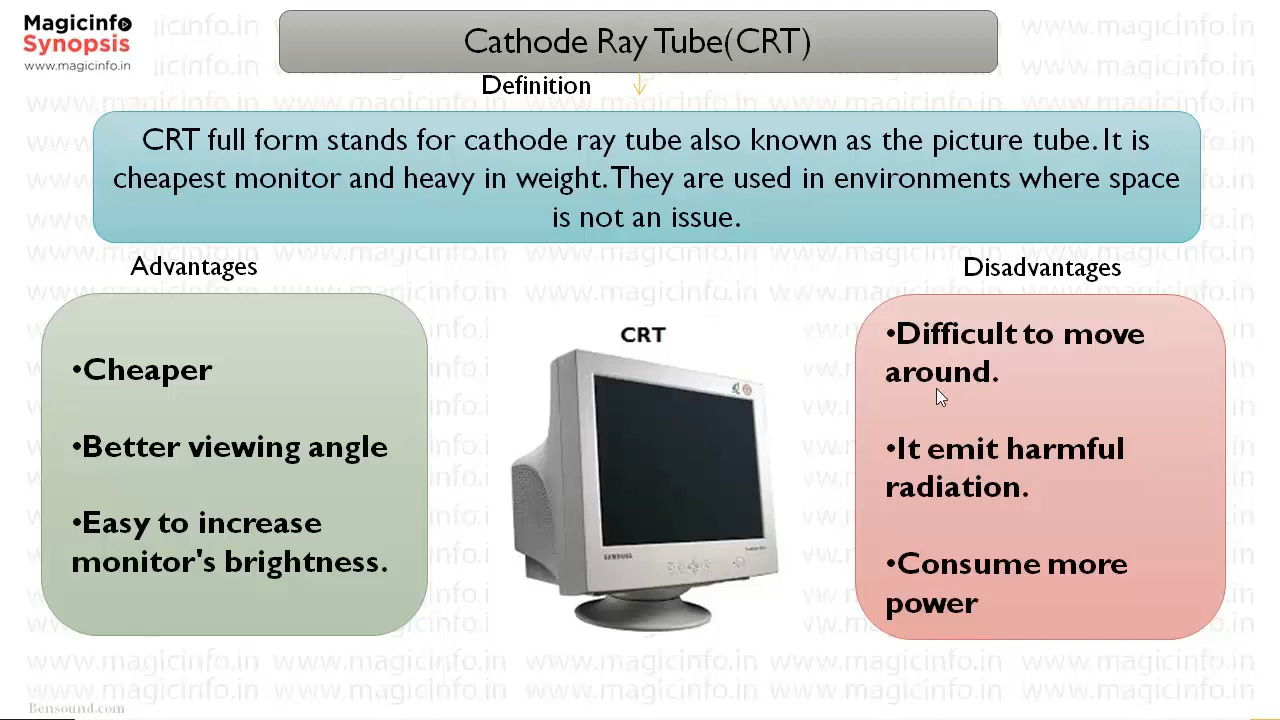 Magicinfo
Synopsis
www.magicinfo.in
Cathode Ray Tube(CRT)
Definition
CRT full form stands for cathode ray tube also known as the picture tube. It is
cheapest monitor and heavy in weight. They are used in environments where space
is not an issue.
Advantages
Disadvantages
•Cheaper
•Better viewing angle
•Easy to increase
monitor's brightness.
CRT
SAMSUNG
•Difficult to move
around.
•It emit harmful
radiation.
•Consume more
power
Bensound.com